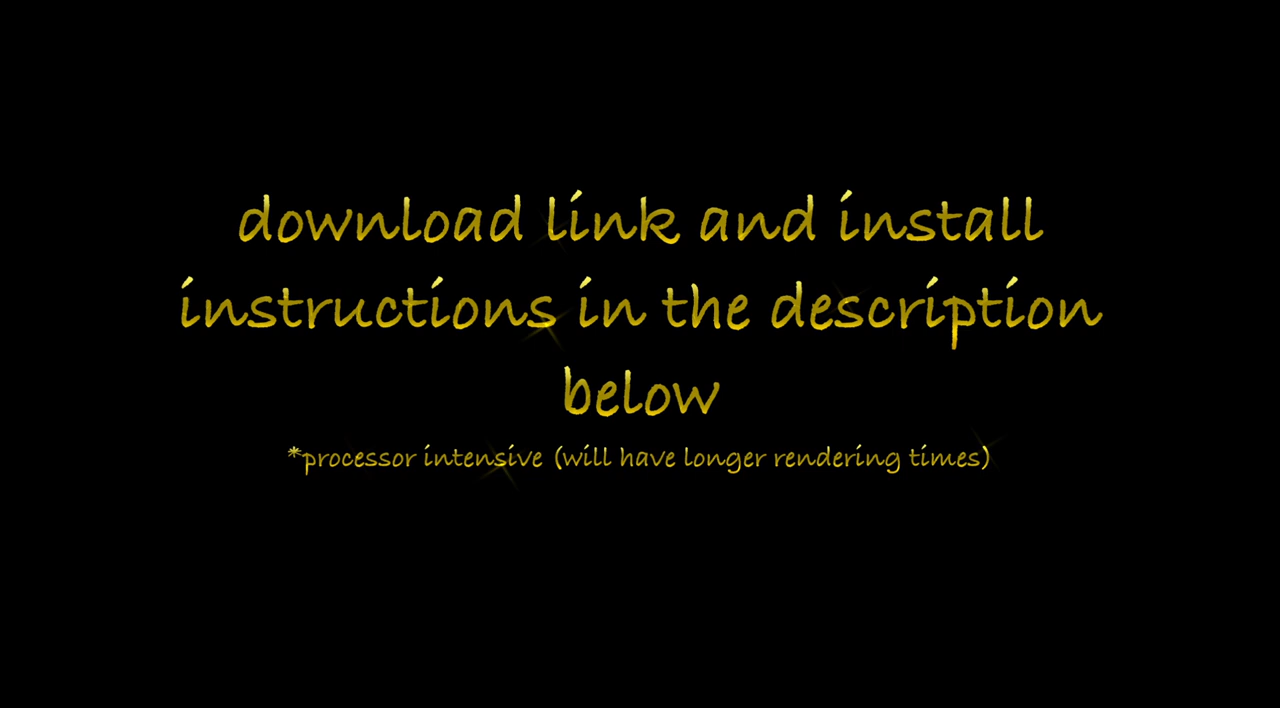 download link and install
instructions in the description
below
*processor intensive (will have longer rendering times)